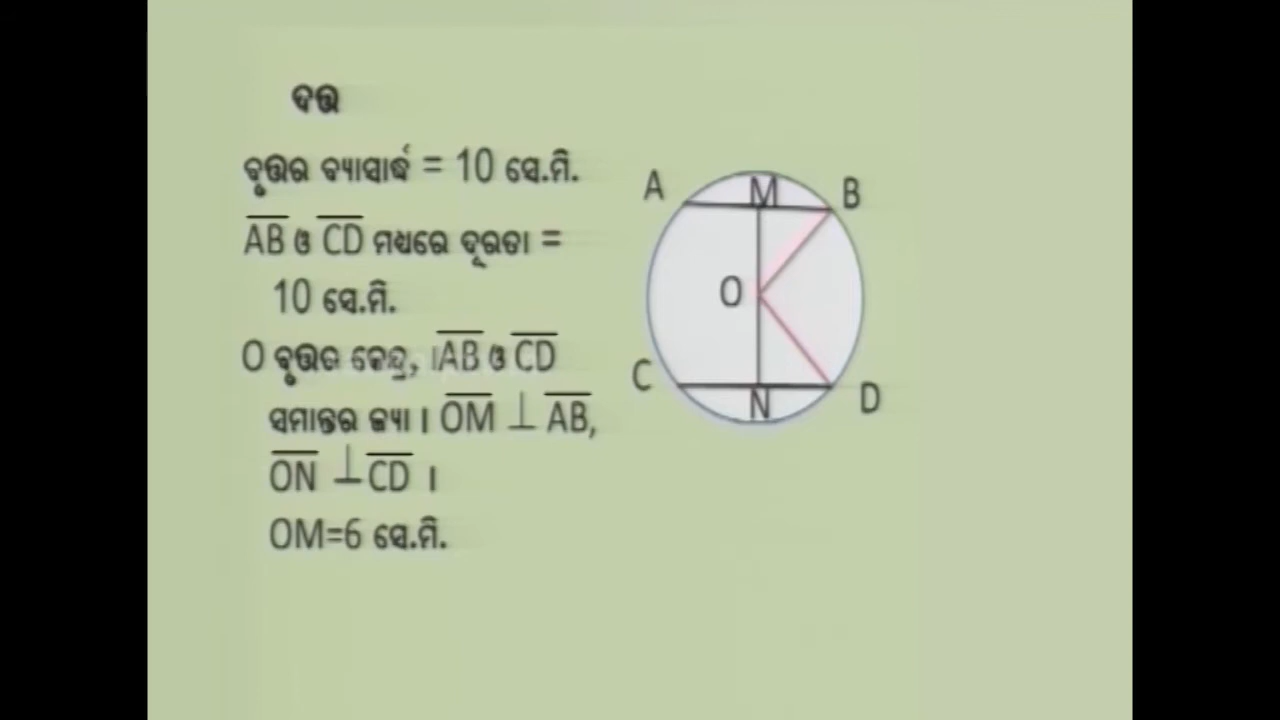 ଦତ୍ତ
ବୃତ୍ତର ବ୍ୟାସାର୍ଦ୍ଧ = 10 ସେ.ମି.
AB ଓ CD ମଧ୍ୟରେ ଦୂରତା =
10 ସେ.ମି.
O ବୃତ୍ତର କେନ୍ଦ୍ର, ।AB ଓ CD
ସମାନ୍ତର ଜ୍ୟା । OM ⊥ AB,
ON ⊥ CD ।
OM=6 ସେ.ମି.
A M B
O
C N D